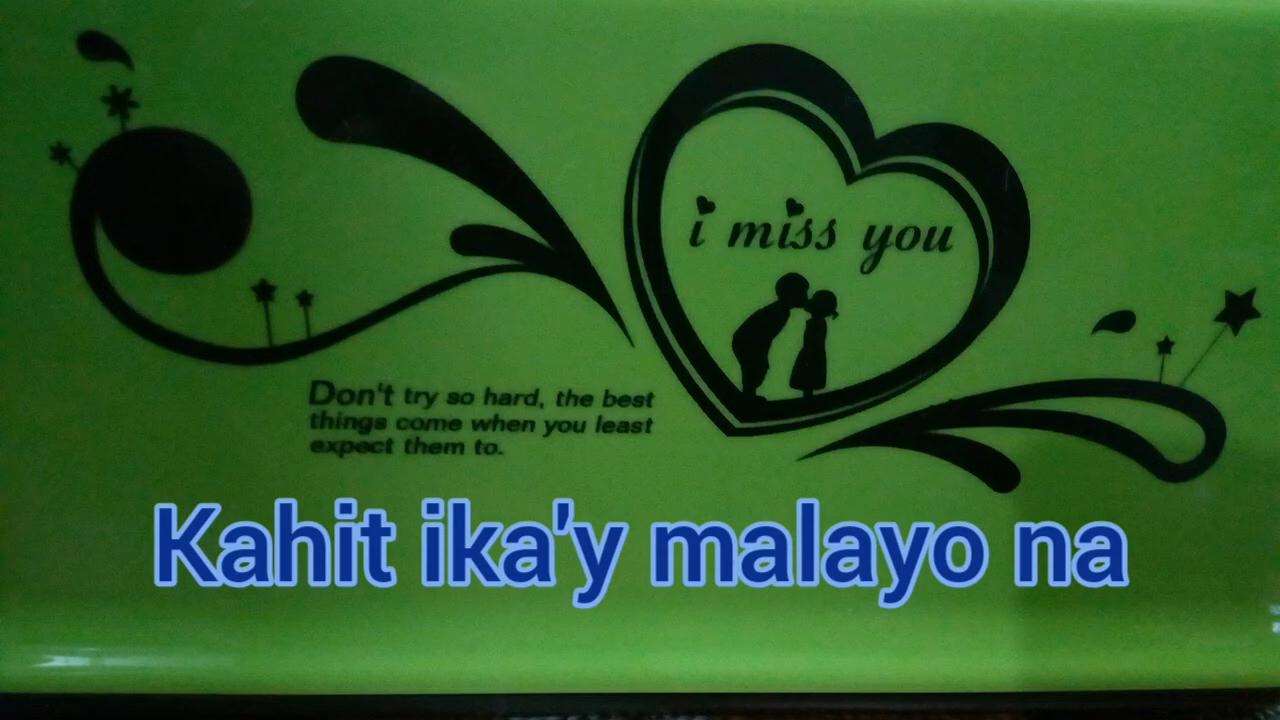 i miss you
Don't try so hard, the best
things come when you least
expect them to.
Kahit ika'y malayo na